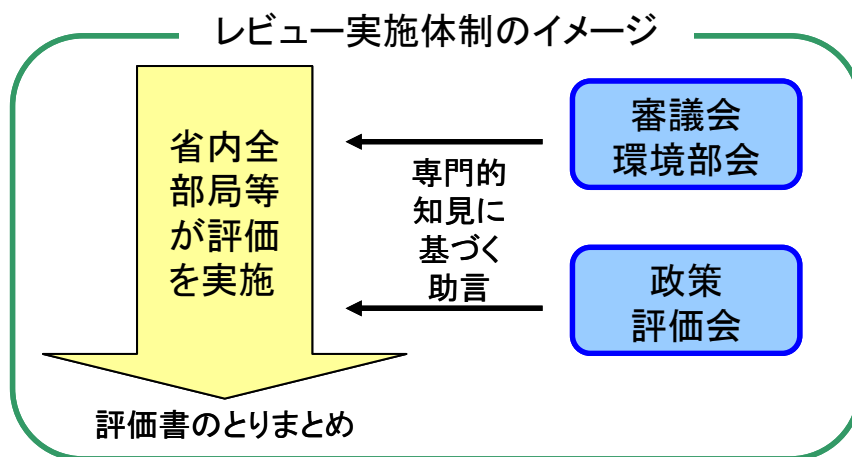 レビュー実施体制のイメージ
省内全
部局等
が評価
を実施
専門的
知見に
基づく
助言
審議会
環境部会
政策
評価会
評価書のとりまとめ